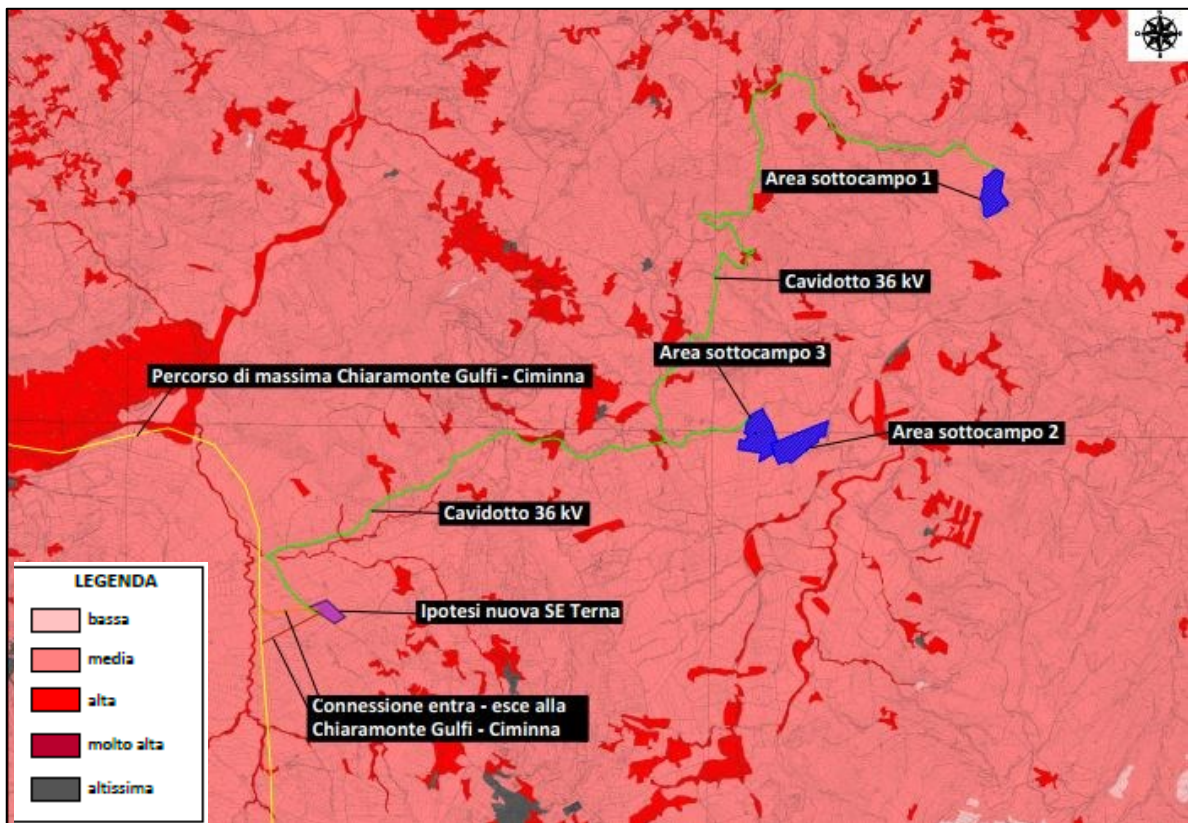 Area sottocampo 1
Cavidotto 36 kV
Area sottocampo 3
Percorso di massima Chiaramonte Gulfi - Ciminna
Area sottocampo 2
Cavidotto 36 kV
LEGENDA
bassa
media
alta
molto alta
altissima
Ipotesi nuova SE Terna
Connessione entra - esce alla
Chiaramonte Gulfi - Ciminna